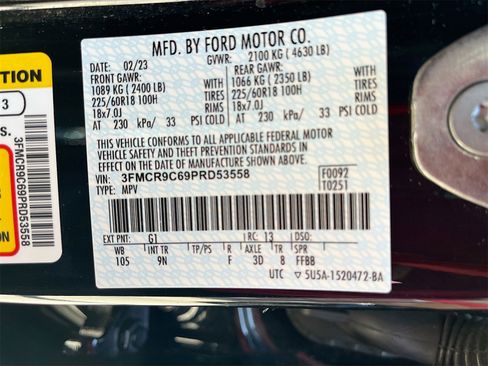 MFD. BY FORD MOTOR CO.
DATE: 02/23 GVWR: 2100 KG ( 4630 LB)
FRONT GAWR: REAR GAWR:
1089 KG ( 2400 LB) 1066 KG ( 2350 LB)
225/60R18 100H TIRES 225/60R18 100H TIRES
18x7.0J RIMS 18x7.0J RIMS
AT 230 kPa/ 33 PSI COLD AT 230 kPa/ 33 PSI COLD
THIS VEHICLE CONFORMS TO ALL APPLICABLE FEDERAL MOTOR
VEHICLE SAFETY AND BUMPER STANDARDS AND THEFT PREVENTION STANDARDS IN
EFFECT ON THE DATE OF MANUFACTURE SHOWN ABOVE.
VIN: 3FMCR9C69PRD53558 F0092
TYPE: MPV T0251
EXT PNT: G1 RC: 13 DSO:
WB INT TR TP/PS R AXLE TR SPR
105 9N F 3D 8 FFBB
UTC 5U5A-1520472-BA
3
3FMCR9C69PRD53558